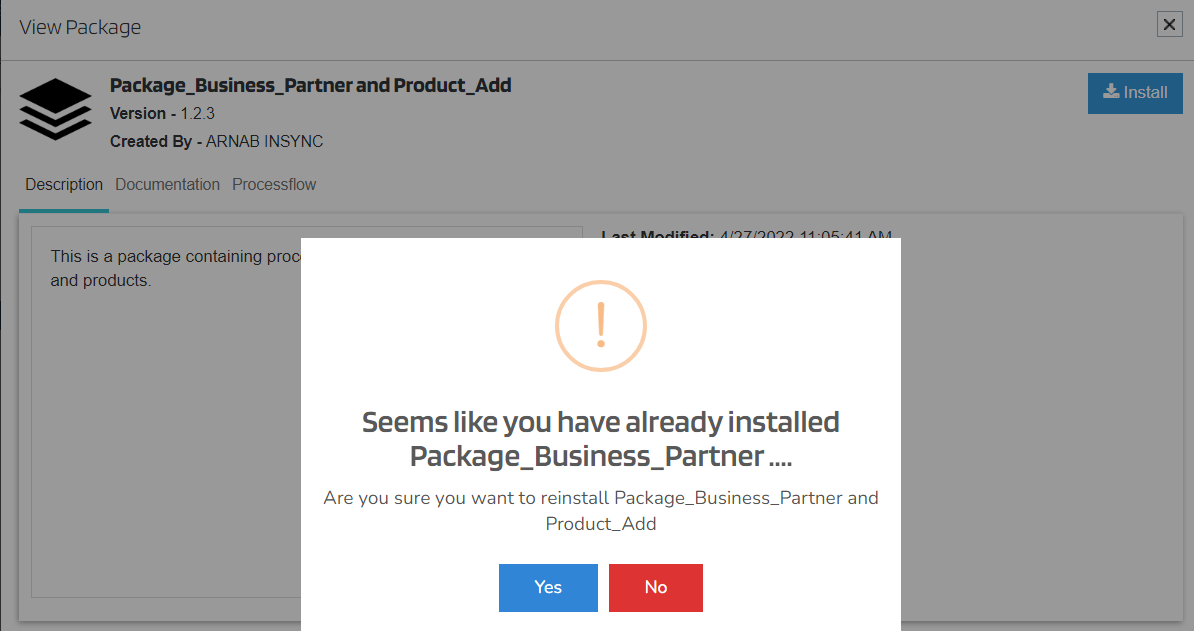 View Package
Package_Business_Partner and Product_Add
Version - 1.2.3
Install
Created By - ARNAB INSYNC
Description Documentation Processflow
Last Modified: 4/27/2022 11:05:41 AM
This is a package containing
and products.
!
Seems like you have already installed
Package_Business_Partner ....
Are you sure you want to reinstall Package_Business_Partner and
Product_Add
Yes No